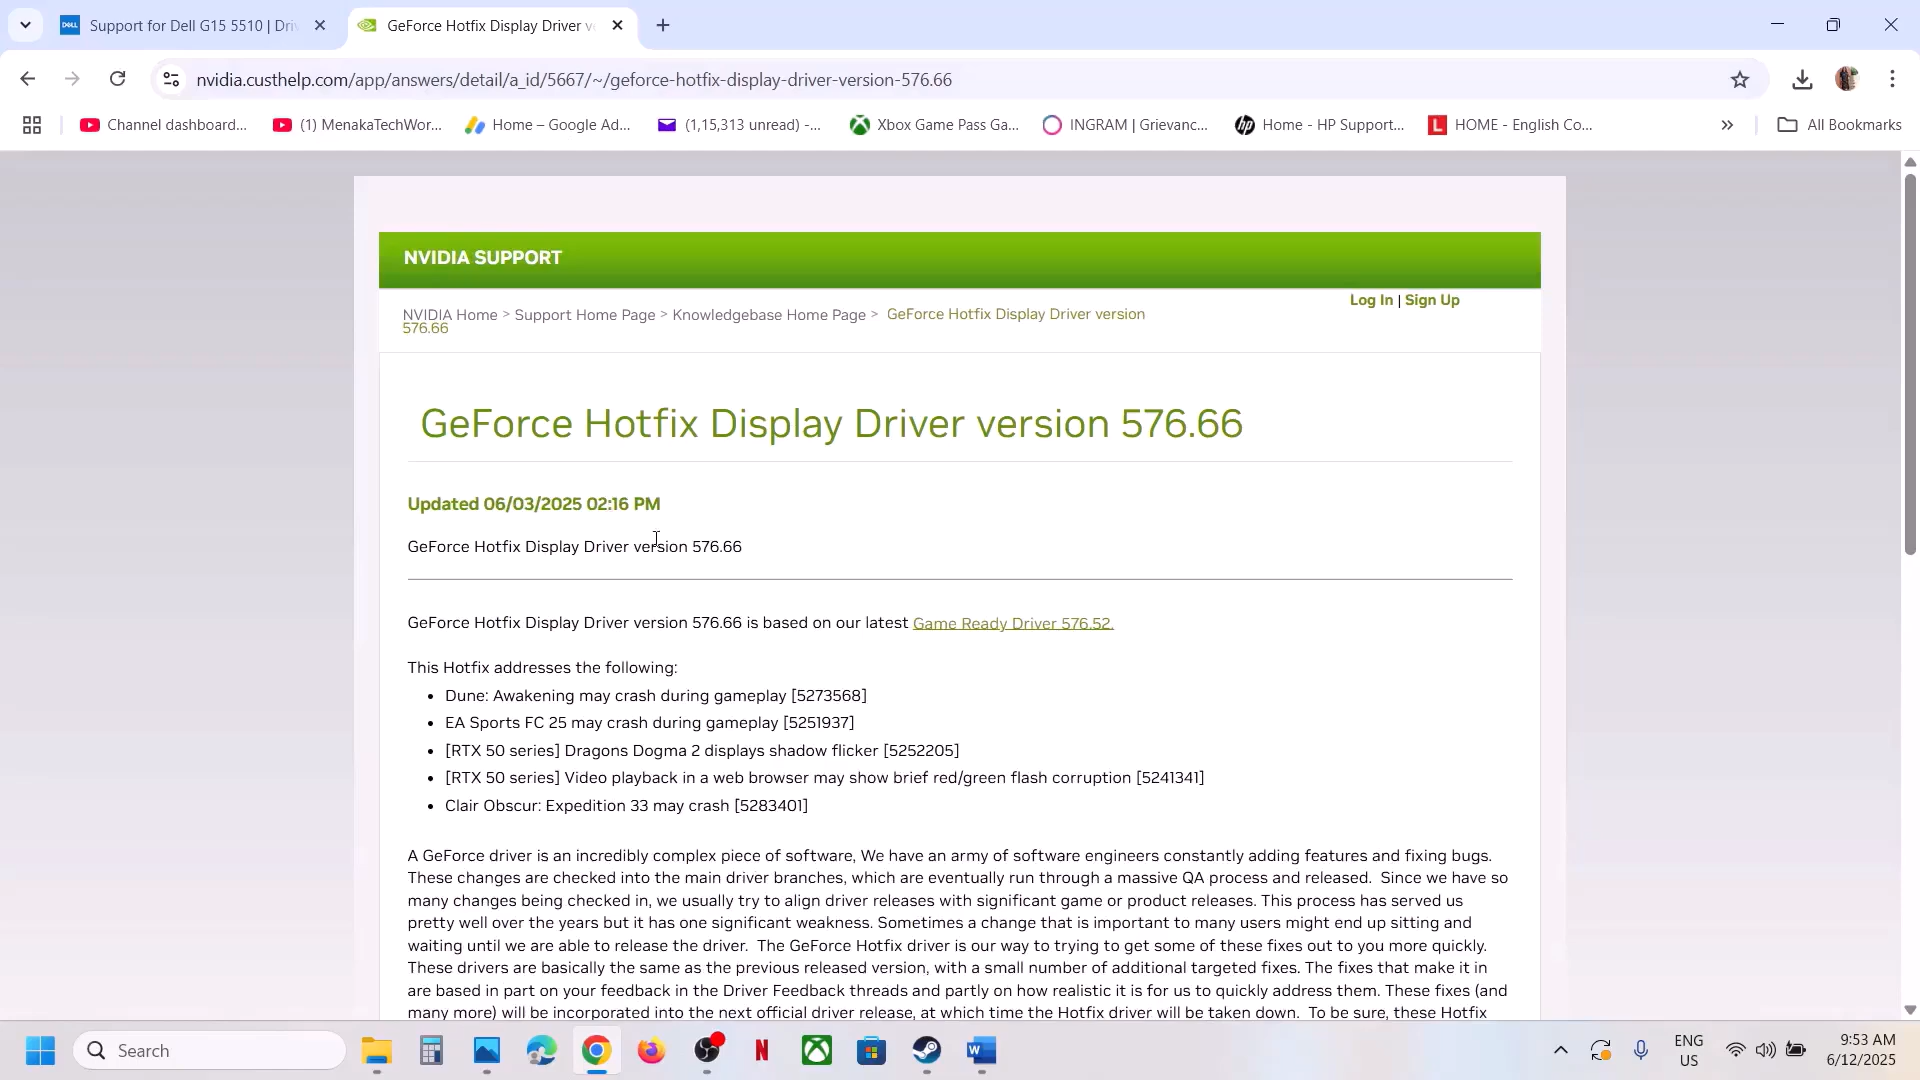 Support for Dell G15 5510 | Dri
GeForce Hotfix Display Driver v
nvidia.custhelp.com/app/answers/detail/a_id/5667/~/geforce-hotfix-display-driver-version-576.66
Channel dashboard...
(1) MenakaTechWor...
Home – Google Ad...
(1,15,313 unread) -...
Xbox Game Pass Ga...
INGRAM | Grievanc...
Home - HP Support...
HOME - English Co...
All Bookmarks
NVIDIA SUPPORT
Log In | Sign Up
NVIDIA Home > Support Home Page > Knowledgebase Home Page > GeForce Hotfix Display Driver version
576.66
GeForce Hotfix Display Driver version 576.66
Updated 06/03/2025 02:16 PM
GeForce Hotfix Display Driver version 576.66
GeForce Hotfix Display Driver version 576.66 is based on our latest Game Ready Driver 576.52.
This Hotfix addresses the following:
• Dune: Awakening may crash during gameplay [5273568]
• EA Sports FC 25 may crash during gameplay [5251937]
• [RTX 50 series] Dragons Dogma 2 displays shadow flicker [5252205]
• [RTX 50 series] Video playback in a web browser may show brief red/green flash corruption [5241341]
• Clair Obscur: Expedition 33 may crash [5283401]
A GeForce driver is an incredibly complex piece of software, We have an army of software engineers constantly adding features and fixing bugs.
These changes are checked into the main driver branches, which are eventually run through a massive QA process and released.  Since we have so
many changes being checked in, we usually try to align driver releases with significant game or product releases. This process has served us
pretty well over the years but it has one significant weakness. Sometimes a change that is important to many users might end up sitting and
waiting until we are able to release the driver.  The GeForce Hotfix driver is our way to trying to get some of these fixes out to you more quickly.
These drivers are basically the same as the previous released version, with a small number of additional targeted fixes. The fixes that make it in
are based in part on your feedback in the Driver Feedback threads and partly on how realistic it is for us to quickly address them. These fixes (and
many more) will be incorporated into the next official driver release, at which time the Hotfix driver will be taken down.  To be sure, these Hotfix
Search
ENG
US
9:53 AM
6/12/2025